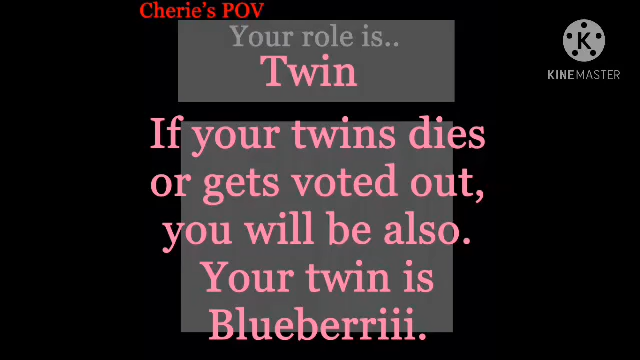 Cherie's POV
Your role is..
Twin
If your twins dies
or gets voted out,
you will be also.
Your twin is
Blueberriii.
K
KINEMASTER